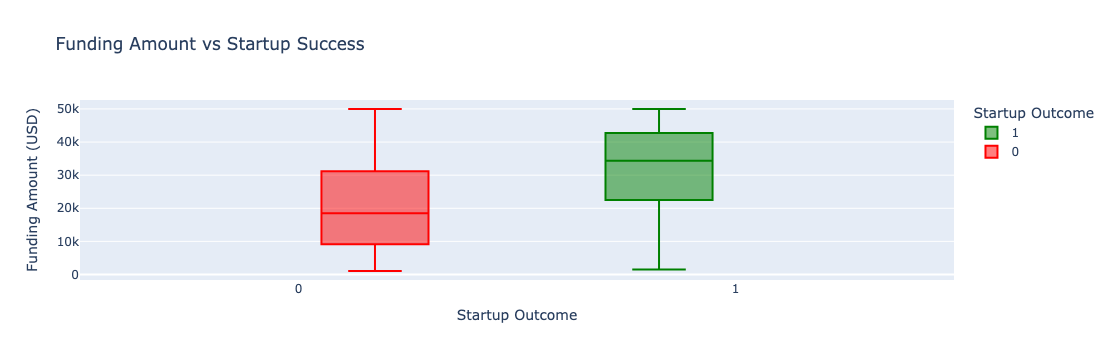 Funding Amount vs Startup Success
Funding Amount (USD)
50k
40k
30k
20k
10k
0
0
1
Startup Outcome
Startup Outcome
1
0